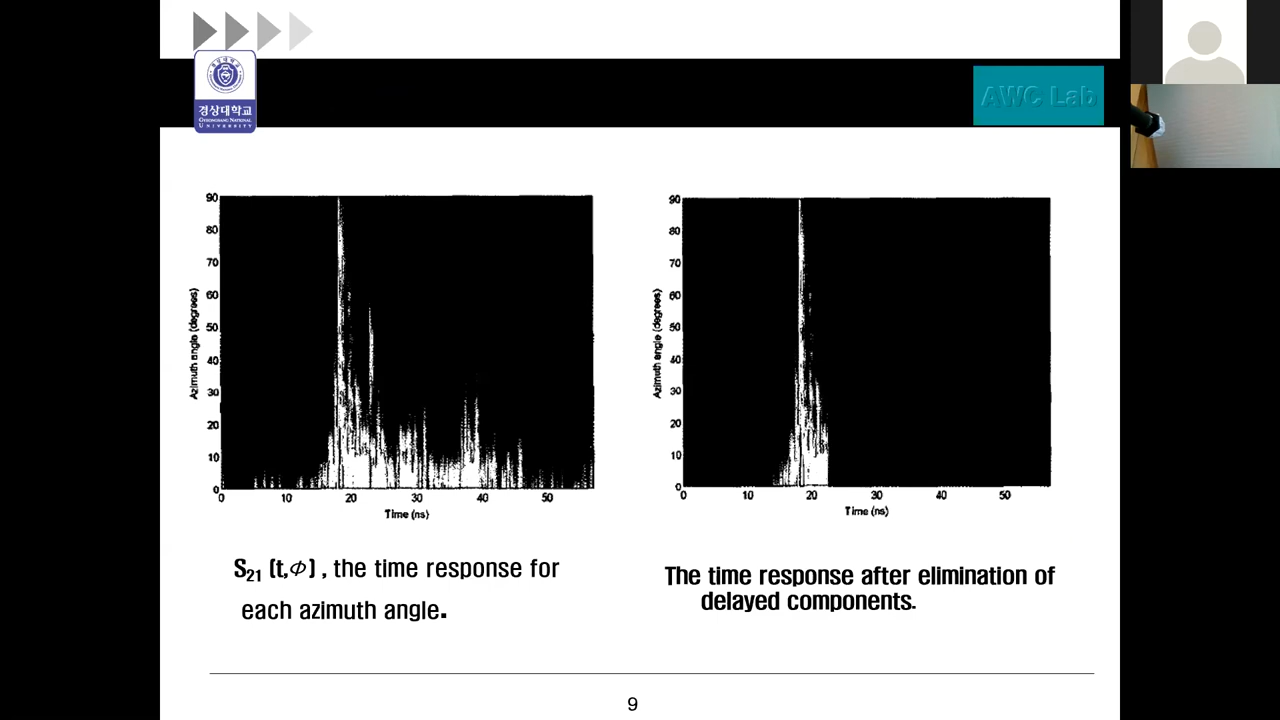 경상대학교
GYEONGSANG NATIONAL
UNIVERSITY
AWC Lab
90
80
70
60
50
40
30
20
10
0
Azimuth angle (degrees)
0 10 20 30 40 50
Time (ns)
90
80
70
60
50
40
30
20
10
0
Azimuth angle (degrees)
0 10 20 30 40 50
Time (ns)
S21 (t,Φ) , the time response for
each azimuth angle.
The time response after elimination of
delayed components.
9